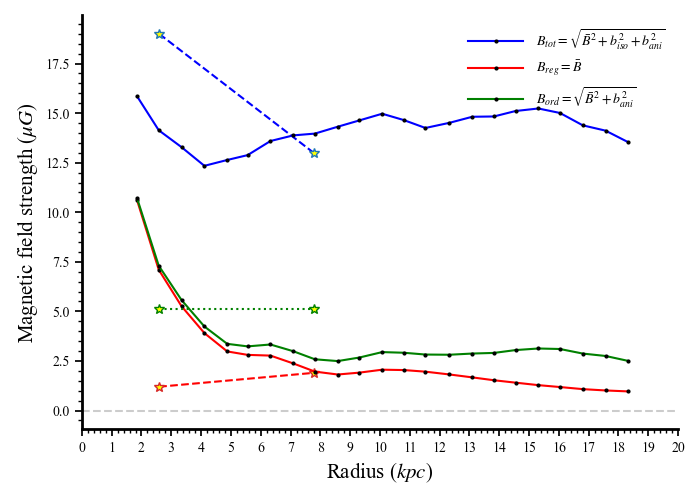 B_tot = √(B̄² + b_iso² + b_ani²)
B_reg = B̄
B_ord = √(B̄² + b_ani²)
Magnetic field strength (μG)
17.5
15.0
12.5
10.0
7.5
5.0
2.5
0.0
0 1 2 3 4 5 6 7 8 9 10 11 12 13 14 15 16 17 18 19 20
Radius (kpc)